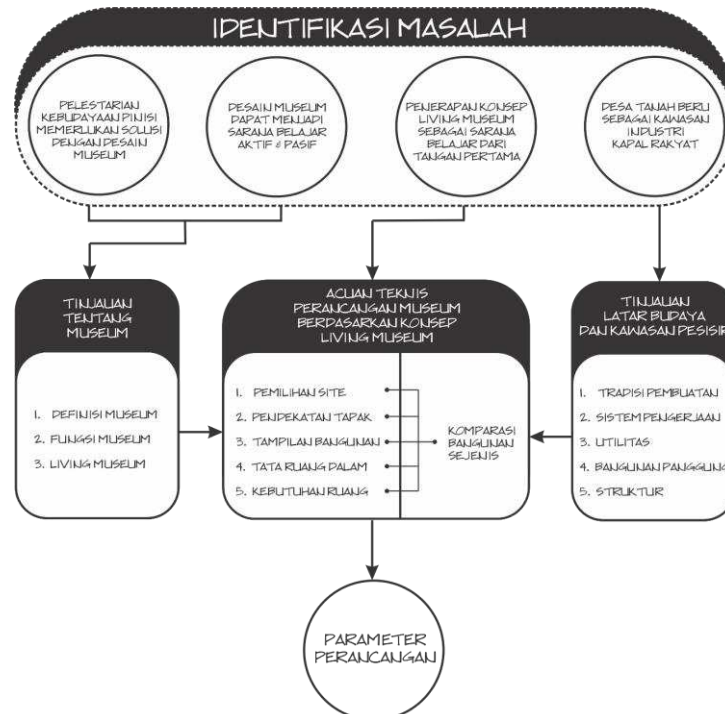 IDENTIFIKASI MASALAH
PELESTARIAN
KEBUDAYAAN PINISI
MEMERLUKAN SOLUSI
DENGAN DESAIN
MUSEUM
DESAIN MUSEUM
DAPAT MENJADI
SARANA BELAJAR
AKTIF & PASIF
PENERAPAN KONSEP
LIVING MUSEUM
SEBAGAI SARANA
BELAJAR DARI
TANGAN PERTAMA
DESA TANAH BERU
SEBAGAI KAWASAN
INDUSTRI
KAPAL RAKYAT
TINJAUAN
TENTANG
MUSEUM
1. DEFINISI MUSEUM
2. FUNGSI MUSEUM
3. LIVING MUSEUM
ACUAN TEKNIS
PERANCANGAN MUSEUM
BERDASARKAN KONSEP
LIVING MUSEUM
1. PEMILIHAN SITE
2. PENDEKATAN TAPAK
3. TAMPILAN BANGUNAN
4. TATA RUANG DALAM
5. KEBUTUHAN RUANG
KOMPARASI
BANGUNAN
SEJENIS
TINJAUAN
LATAR BUDAYA
DAN KAWASAN PESISIR
1. TRADISI PEMBUATAN
2. SISTEM PENGERJAAN
3. UTILITAS
4. BANGUNAN PANGGUNG
5. STRUKTUR
PARAMETER
PERANCANGAN